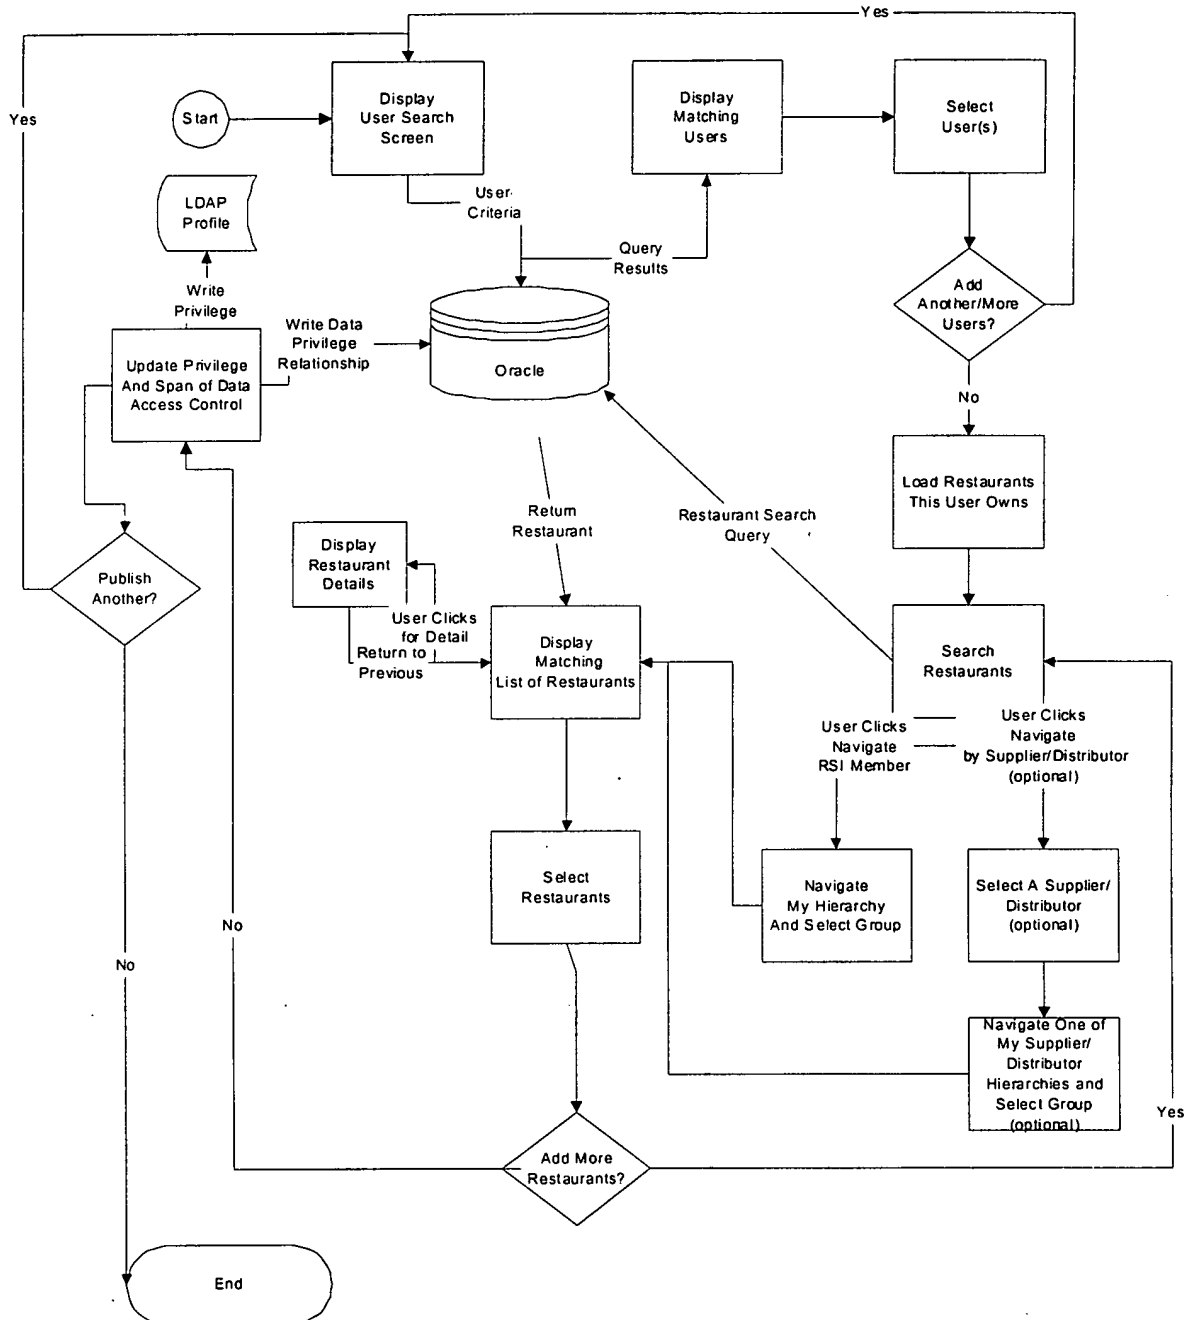 Yes
Yes
Start
Display
User Search
Screen
Display
Matching
Users
Select
User(s)
LDAP
Profile
User
Criteria
Query
Results
Add
Another/More
Users?
Write
Privilege
Write Data
Privilege
Relationship
Oracle
Update Privilege
And Span of Data
Access Control
No
Load Restaurants
This User Owns
Return
Restaurant
Restaurant Search
Query
Display
Restaurant
Details
Publish
Another?
User Clicks
for Detail
Return to
Previous
Display
Matching
List of Restaurants
Search
Restaurants
User Clicks
Navigate
RSI Member
User Clicks
Navigate
by Supplier/Distributor
(optional)
Select
Restaurants
Navigate
My Hierarchy
And Select Group
Select A Supplier/
Distributor
(optional)
No
No
Navigate One of
My Supplier/
Distributor
Hierarchies and
Select Group
(optional)
Yes
Add More
Restaurants?
End